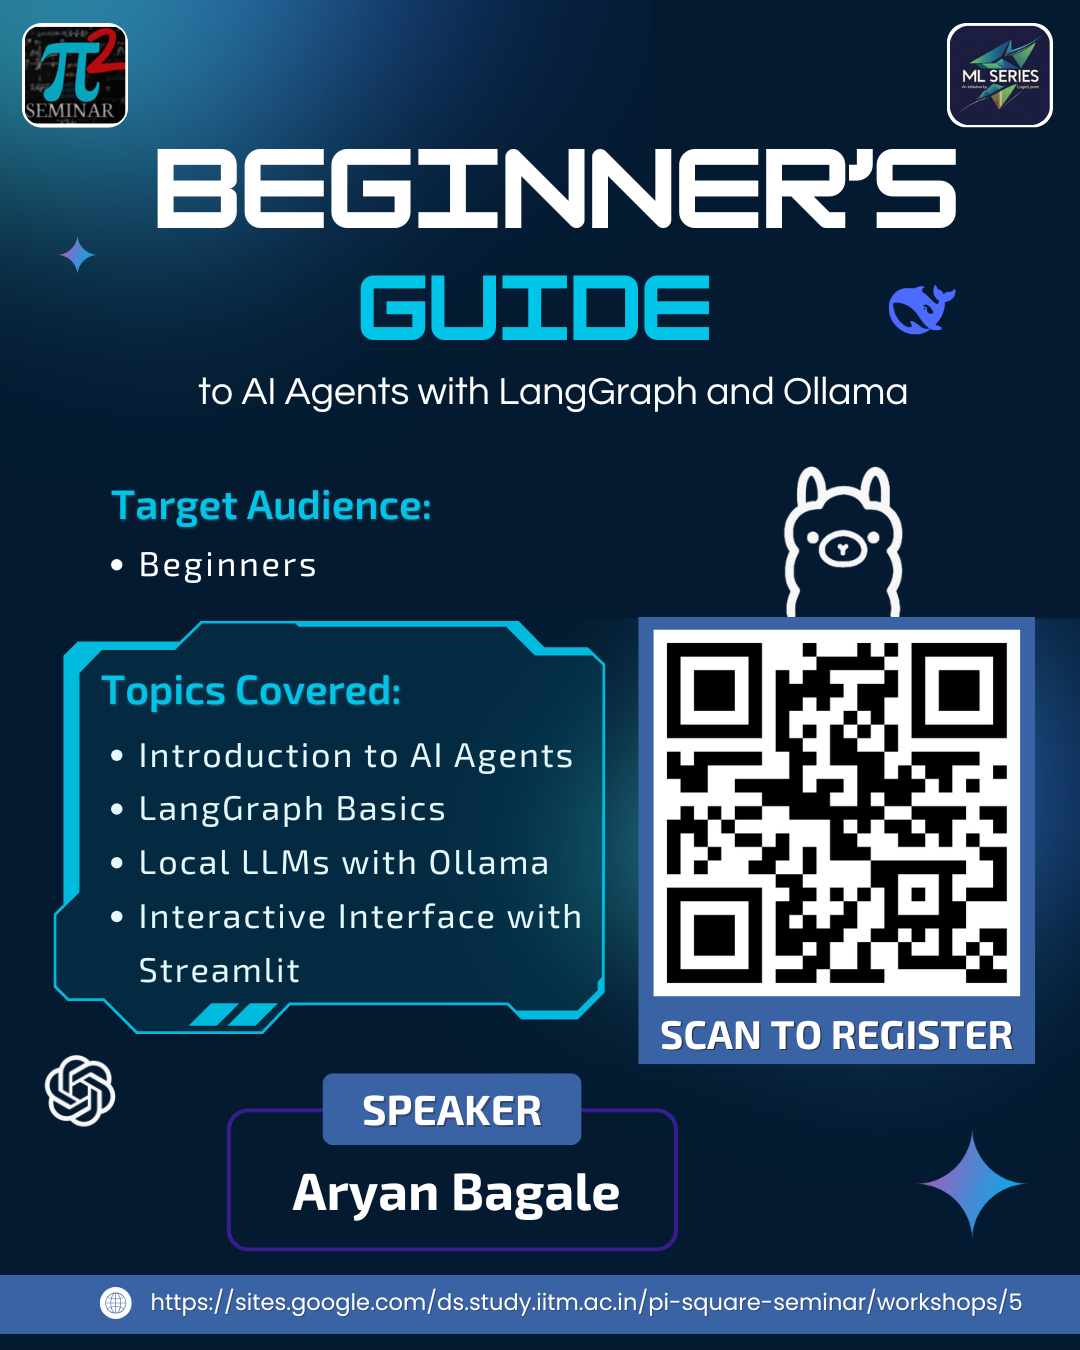 π2
SEMINAR
ML SERIES
BEGINNER'S
GUIDE
to AI Agents with LangGraph and Ollama
Target Audience:
• Beginners
Topics Covered:
• Introduction to AI Agents
• LangGraph Basics
• Local LLMs with Ollama
• Interactive Interface with
Streamlit
SCAN TO REGISTER
SPEAKER
Aryan Bagale
https://sites.google.com/ds.study.iitm.ac.in/pi-square-seminar/workshops/5